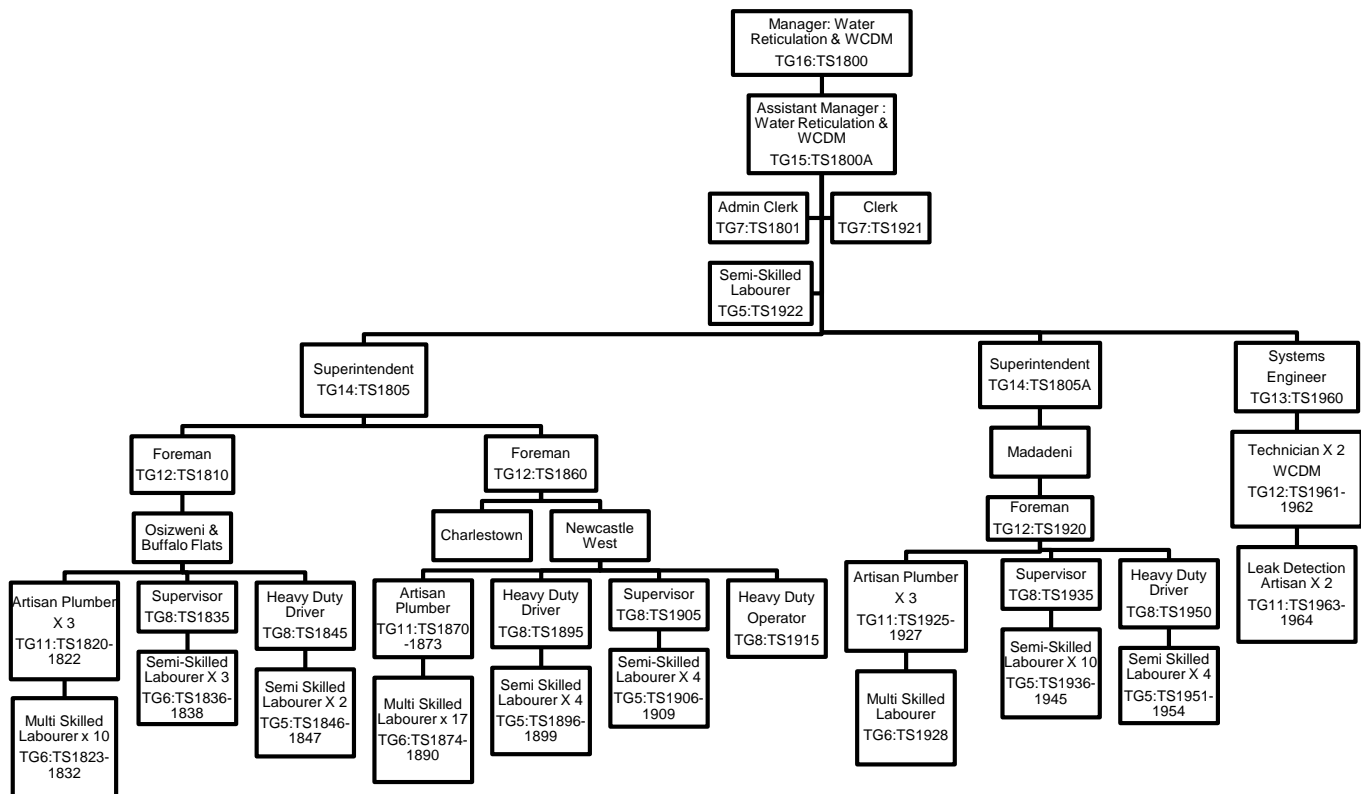 Manager: Water
Reticulation & WCDM
TG16:TS1800
Assistant Manager :
Water Reticulation &
WCDM
TG15:TS1800A
Admin Clerk
TG7:TS1801
Clerk
TG7:TS1921
Semi-Skilled
Labourer
TG5:TS1922
Superintendent
TG14:TS1805
Superintendent
TG14:TS1805A
Systems
Engineer
TG13:TS1960
Foreman
TG12:TS1810
Foreman
TG12:TS1860
Madadeni
Technician X 2
WCDM
TG12:TS1961-
1962
Osizweni &
Buffalo Flats
Charlestown
Newcastle
West
Foreman
TG12:TS1920
Leak Detection
Artisan X 2
TG11:TS1963-
1964
Artisan Plumber
X 3
TG11:TS1820-
1822
Supervisor
TG8:TS1835
Heavy Duty
Driver
TG8:TS1845
Artisan
Plumber
TG11:TS1870
-1873
Heavy Duty
Driver
TG8:TS1895
Supervisor
TG8:TS1905
Heavy Duty
Operator
TG8:TS1915
Artisan Plumber
X 3
TG11:TS1925-
1927
Supervisor
TG8:TS1935
Heavy Duty
Driver
TG8:TS1950
Multi Skilled
Labourer x 10
TG6:TS1823-
1832
Semi-Skilled
Labourer X 3
TG6:TS1836-
1838
Semi Skilled
Labourer X 2
TG5:TS1846-
1847
Multi Skilled
Labourer x 17
TG6:TS1874-
1890
Semi Skilled
Labourer X 4
TG5:TS1896-
1899
Semi-Skilled
Labourer X 4
TG5:TS1906-
1909
Multi Skilled
Labourer
TG6:TS1928
Semi-Skilled
Labourer X 10
TG5:TS1936-
1945
Semi Skilled
Labourer X 4
TG5:TS1951-
1954